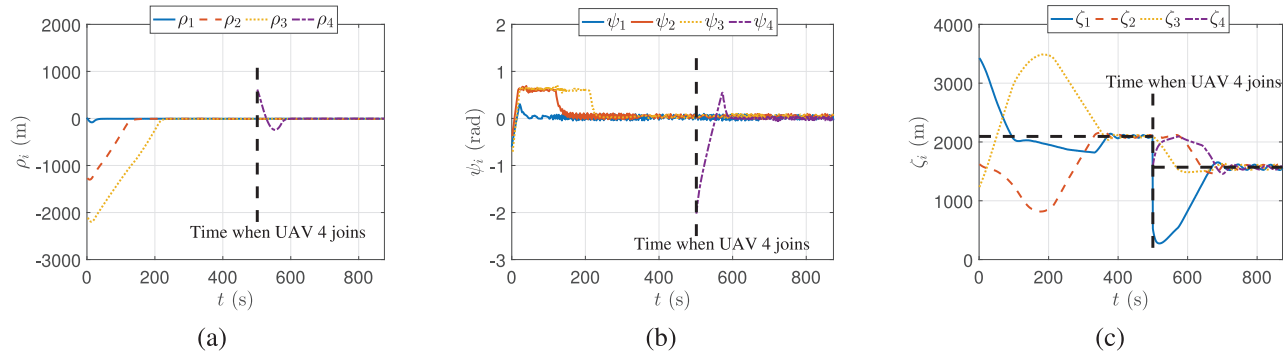 ρ₁ ρ₂ ρ₃ ρ₄
2000
1000
0
-1000
-2000
-3000
ρᵢ (m)
Time when UAV 4 joins
0 200 400 600 800
t (s)
(a)
ψ₁ ψ₂ ψ₃ ψ₄
2
1
0
-1
-2
-3
ψᵢ (rad)
Time when UAV 4 joins
0 200 400 600 800
t (s)
(b)
ζ₁ ζ₂ ζ₃ ζ₄
4000
3000
2000
1000
0
ζᵢ (m)
Time when UAV 4 joins
0 200 400 600 800
t (s)
(c)